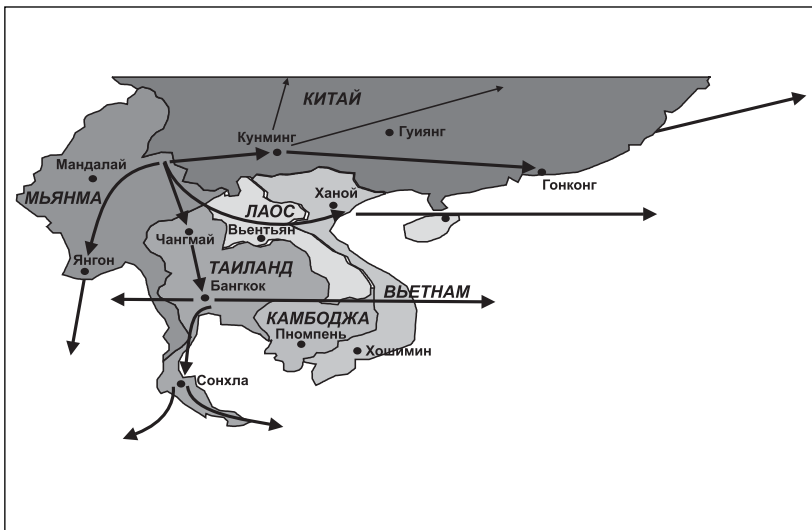 КИТАЙ
Кунминг
Гуиянг
Мандалай
Гонконг
МЬЯНМА
Ханой
ЛАОС
Чангмай
Вьентьян
Янгон
ТАИЛАНД
Бангкок
ВЬЕТНАМ
КАМБОДЖА
Пномпень
Хошимин
Сонхла